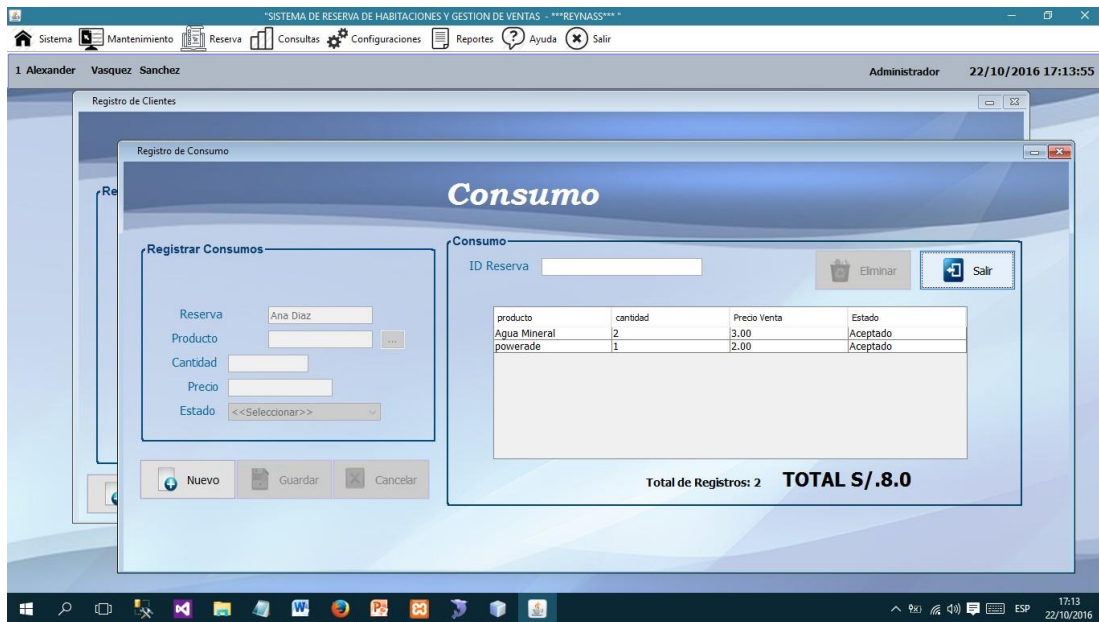 "SISTEMA DE RESERVA DE HABITACIONES Y GESTION DE VENTAS - ***REYNASS*** "
Sistema Mantenimiento Reserva Consultas Configuraciones Reportes Ayuda Salir
1 Alexander Vasquez Sanchez Administrador 22/10/2016 17:13:55
Registro de Clientes
Registro de Consumo
Re
Consumo
Registrar Consumos
Reserva Ana Diaz
Producto ...
Cantidad
Precio
Estado <<Seleccionar>>
Nuevo Guardar Cancelar
Consumo
ID Reserva Eliminar Salir
producto cantidad Precio Venta Estado
Agua Mineral 2 3.00 Aceptado
powerade 1 2.00 Aceptado
Total de Registros: 2 TOTAL S/.8.0
ESP 17:13
22/10/2016